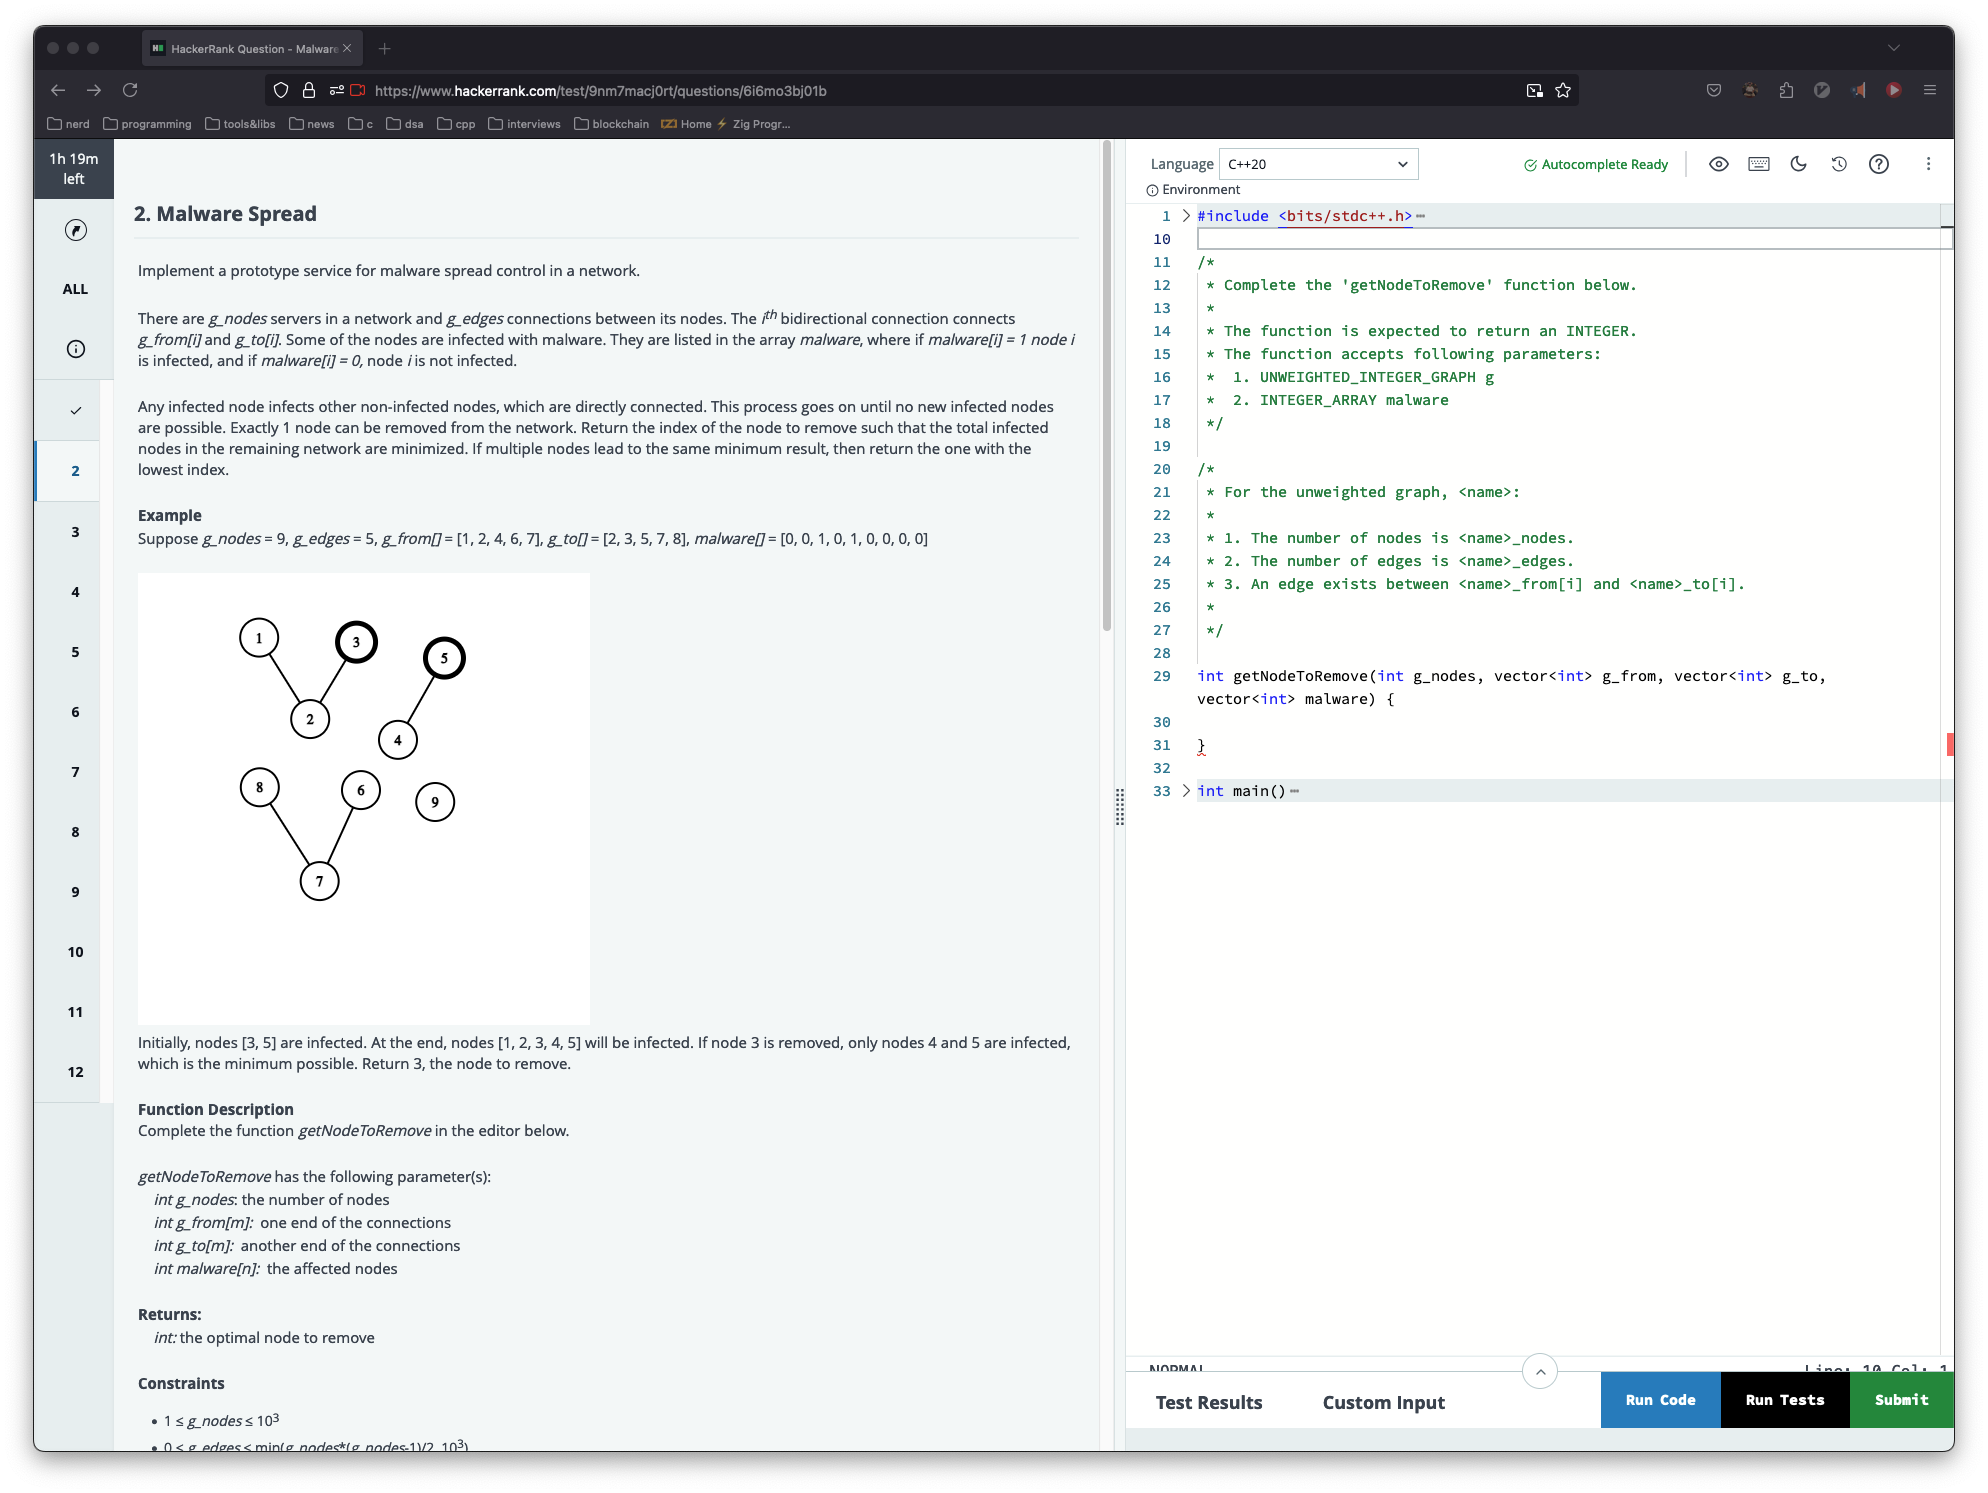 HackerRank Question - Malware
https://www.hackerrank.com/test/9nm7macj0rt/questions/6i6mo3bj01b
nerd programming tools&libs news c dsa cpp interviews blockchain Home ⚡ Zig Progr...
1h 19m
left
ALL
2
3
4
5
6
7
8
9
10
11
12
2. Malware Spread
Implement a prototype service for malware spread control in a network.
There are g_nodes servers in a network and g_edges connections between its nodes. The ith bidirectional connection connects
g_from[i] and g_to[i]. Some of the nodes are infected with malware. They are listed in the array malware, where if malware[i] = 1 node i
is infected, and if malware[i] = 0, node i is not infected.
Any infected node infects other non-infected nodes, which are directly connected. This process goes on until no new infected nodes
are possible. Exactly 1 node can be removed from the network. Return the index of the node to remove such that the total infected
nodes in the remaining network are minimized. If multiple nodes lead to the same minimum result, then return the one with the
lowest index.
Example
Suppose g_nodes = 9, g_edges = 5, g_from[] = [1, 2, 4, 6, 7], g_to[] = [2, 3, 5, 7, 8], malware[] = [0, 0, 1, 0, 1, 0, 0, 0, 0]
1
3
5
2
4
8
6
9
7
Initially, nodes [3, 5] are infected. At the end, nodes [1, 2, 3, 4, 5] will be infected. If node 3 is removed, only nodes 4 and 5 are infected,
which is the minimum possible. Return 3, the node to remove.
Function Description
Complete the function getNodeToRemove in the editor below.
getNodeToRemove has the following parameter(s):
int g_nodes: the number of nodes
int g_from[m]: one end of the connections
int g_to[m]: another end of the connections
int malware[n]: the affected nodes
Returns:
int: the optimal node to remove
Constraints
• 1 ≤ g_nodes ≤ 10³
• 0 ≤ g_edges ≤ min(g_nodes*(g_nodes-1)/2, 10³)
Language C++20
Autocomplete Ready
Environment
1 #include <bits/stdc++.h>
10
11 /*
12 * Complete the 'getNodeToRemove' function below.
13 *
14 * The function is expected to return an INTEGER.
15 * The function accepts following parameters:
16 * 1. UNWEIGHTED_INTEGER_GRAPH g
17 * 2. INTEGER_ARRAY malware
18 */
19
20 /*
21 * For the unweighted graph, <name>:
22 *
23 * 1. The number of nodes is <name>_nodes.
24 * 2. The number of edges is <name>_edges.
25 * 3. An edge exists between <name>_from[i] and <name>_to[i].
26 *
27 */
28
29 int getNodeToRemove(int g_nodes, vector<int> g_from, vector<int> g_to,
vector<int> malware) {
30
31 }
32
33 int main()
NORMAL
Line: 10 Col: 1
Test Results
Custom Input
Run Code
Run Tests
Submit